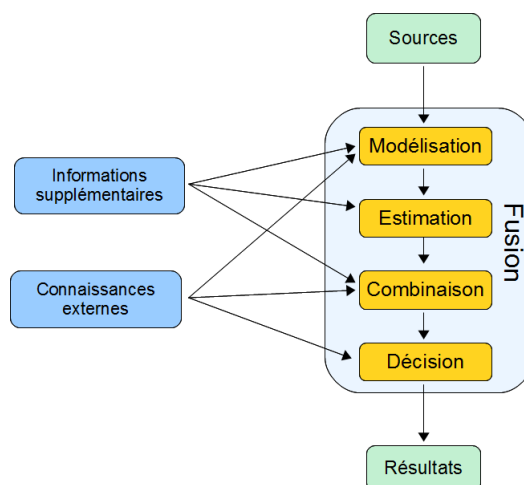 Sources
Modélisation
Informations
supplémentaires
Estimation
Fusion
Connaissances
externes
Combinaison
Décision
Résultats